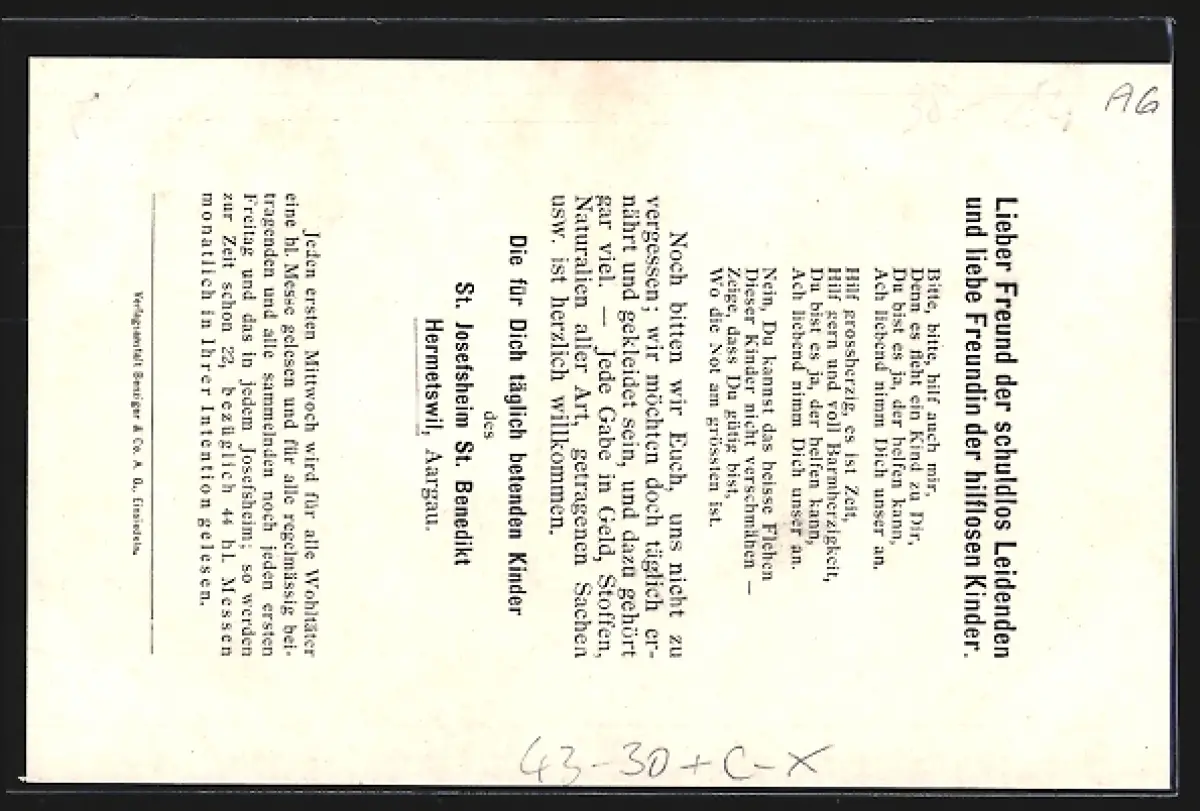 Lieber Freund der schuldlos Leidenden
und liebe Freundin der hilflosen Kinder.
Bitte, bitte, hilf auch mir,
Denn es fleht ein Kind zu Dir,
Du bist es ja, der helfen kann,
Ach liebend nimm Dich unser an.
Hilf grossherzig, es ist Zeit,
Hilf gern und voll Barmherzigkeit,
Du bist es ja, der helfen kann,
Ach liebend nimm Dich unser an.
Nein, Du kannst das heisse Flehen
Dieser Kinder nicht verschmähen —
Zeige, dass Du gütig bist,
Wo die Not am grössten ist.
Noch bitten wir Euch, uns nicht zu
vergessen; wir möchten doch täglich er-
nährt und gekleidet sein, und dazu gehört
gar viel. — Jede Gabe in Geld, Stoffen,
Naturalien aller Art, getragenen Sachen
usw. ist herzlich willkommen.
Die für Dich täglich betenden Kinder
des
St. Josefsheim St. Benedikt
Hermetswil, Aargau.
Jeden ersten Mittwoch wird für alle Wohltäter
eine hl. Messe gelesen und für alle regelmässig bei-
tragenden und alle sammelnden noch jeden ersten
Freitag und das in jedem Josefsheim; so werden
zur Zeit schon 22, bezüglich 44 hl. Messen
monatlich in Ihrer Intention gelesen.
Verlagsanstalt Benziger & Co. A. G., Einsiedeln.
AG
43-30+C-X